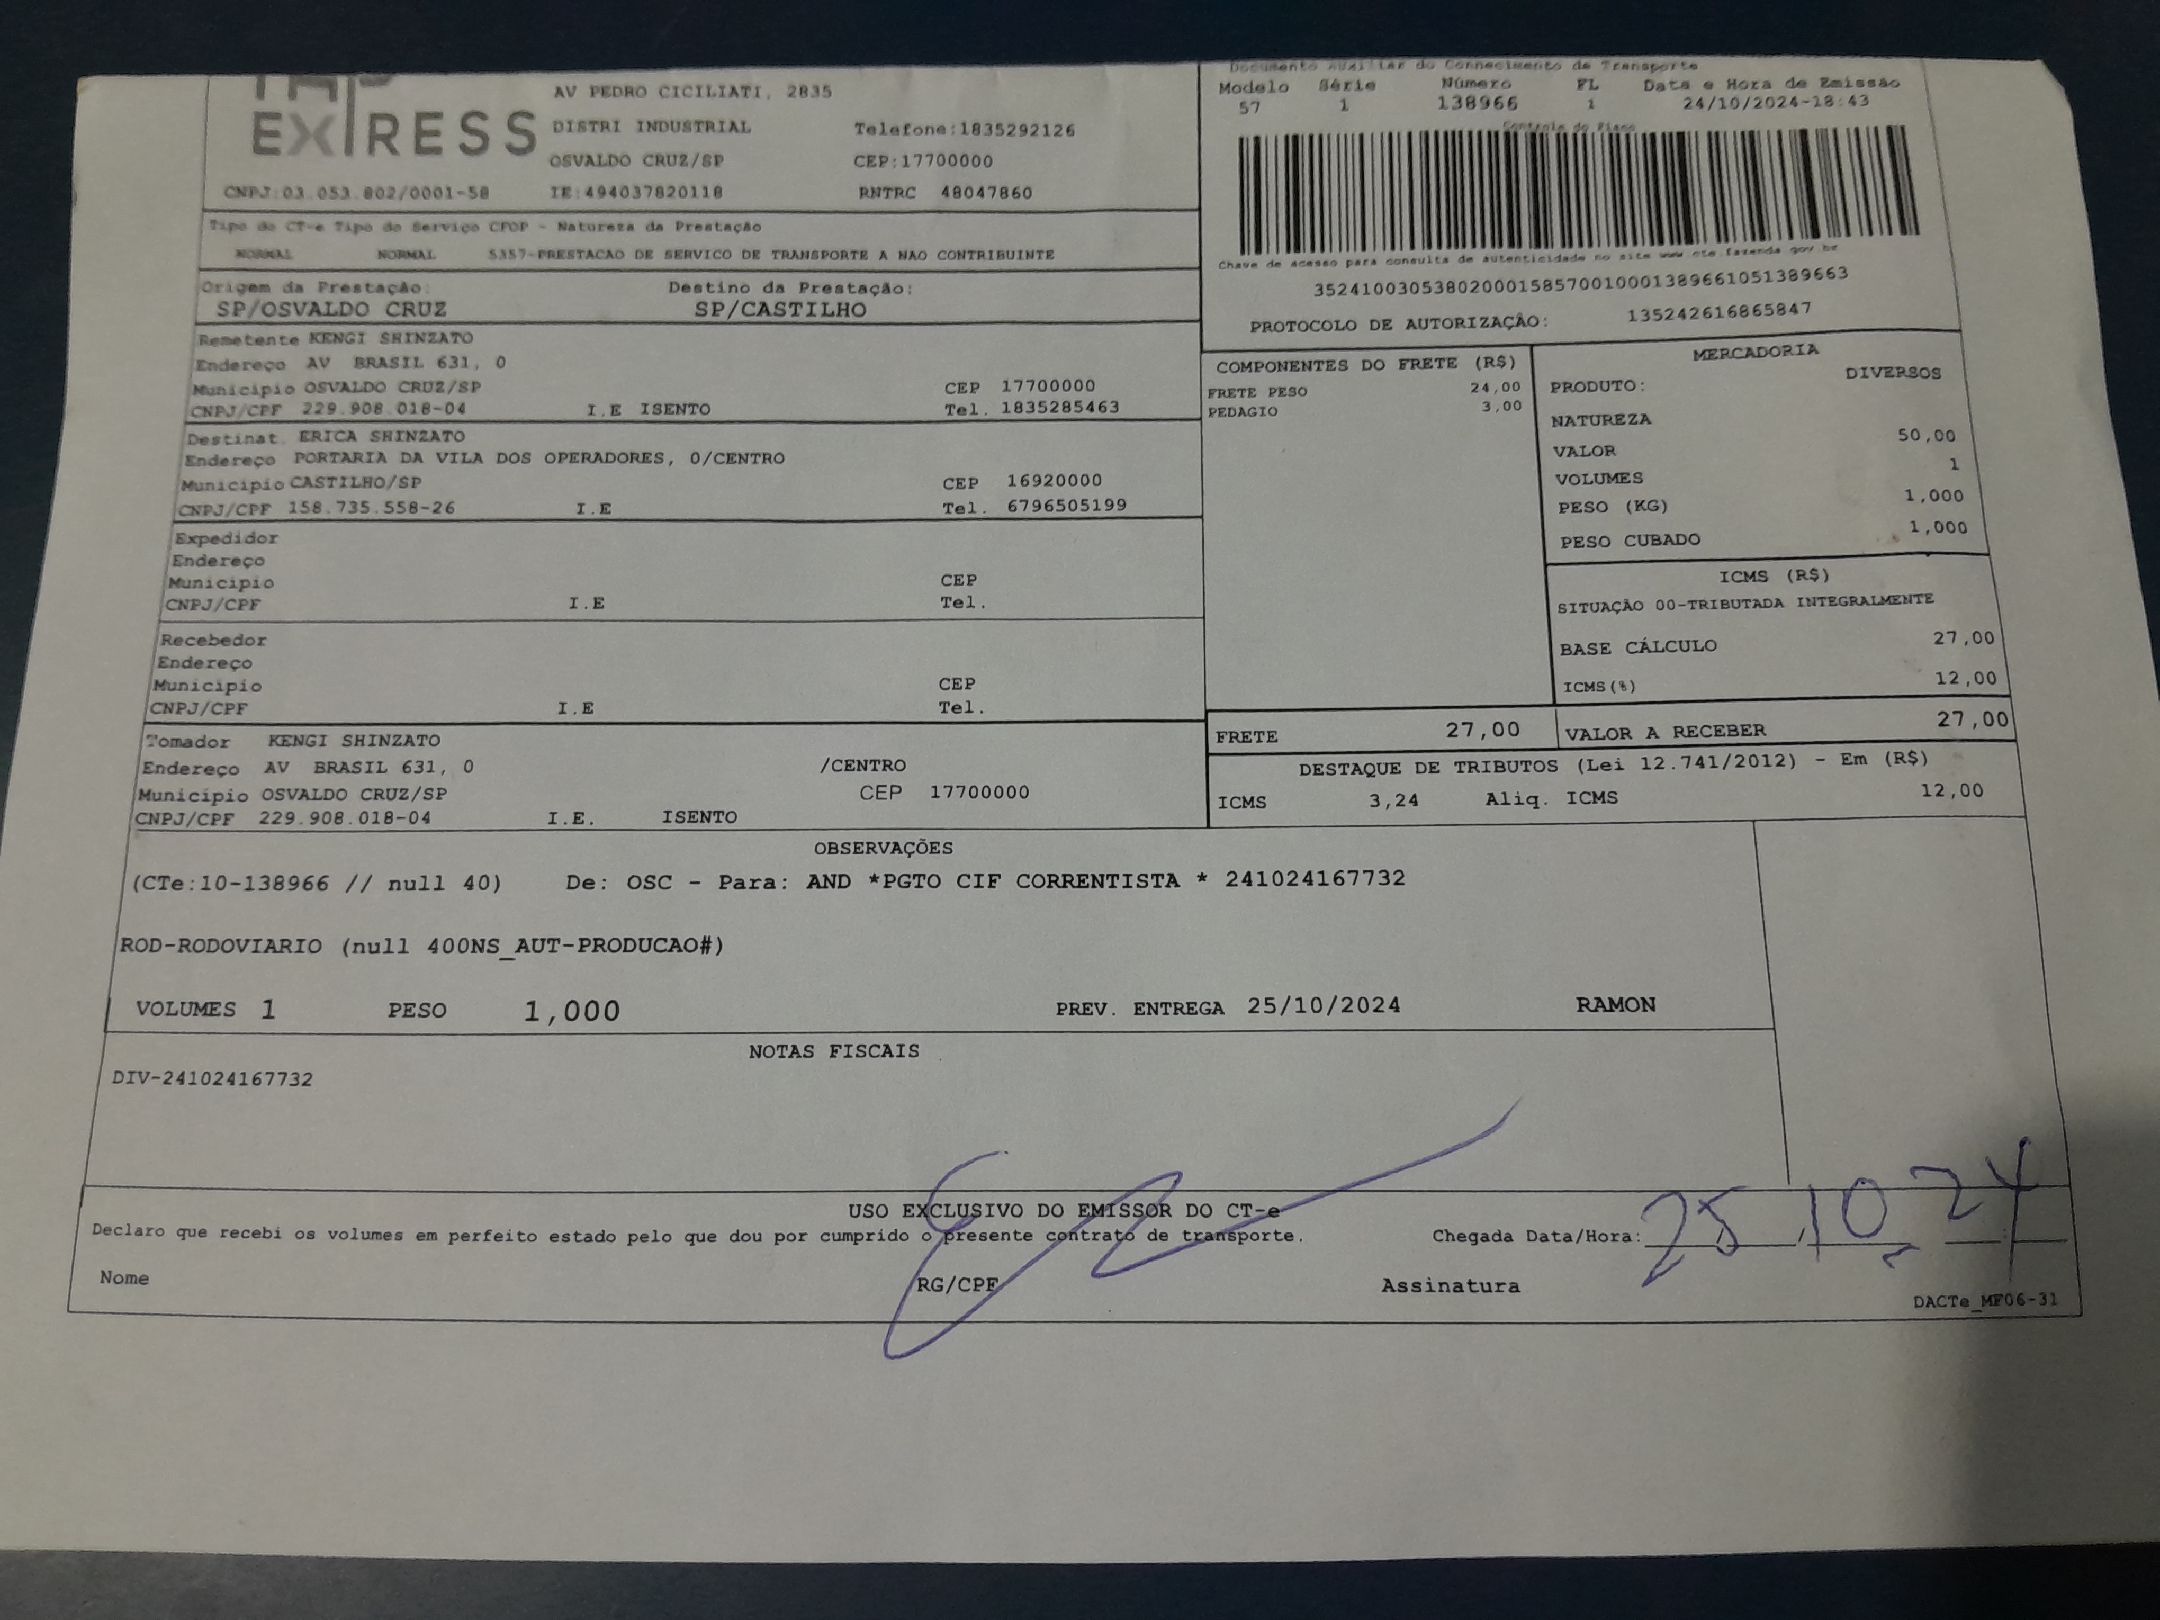 EXPRESS
AV PEDRO CICILIATI, 2835
DISTRI INDUSTRIAL Telefone:1835292126
OSVALDO CRUZ/SP CEP:17700000
CNPJ:03.053.802/0001-58 IE:494037820118 RNTRC 48047860
Documento Auxiliar do Conhecimento de Transporte
Modelo Série Número FL Data e Hora de Emissão
57 1 138966 1 24/10/2024-18:43
Controle do Fisco
Chave de acesso para consulta de autenticidade no site www.cte.fazenda.gov.br
35241003053802000158570010001389661051389663
PROTOCOLO DE AUTORIZAÇÃO: 135242616865847
Tipo do CT-e Tipo do Serviço CFOP - Natureza da Prestação
NORMAL NORMAL 5357-PRESTACAO DE SERVICO DE TRANSPORTE A NAO CONTRIBUINTE
Origem da Prestação: Destino da Prestação:
SP/OSVALDO CRUZ SP/CASTILHO
Remetente KENGI SHINZATO
Endereço AV BRASIL 631, 0
Município OSVALDO CRUZ/SP CEP 17700000
CNPJ/CPF 229.908.018-04 I.E ISENTO Tel. 1835285463
Destinat. ERICA SHINZATO
Endereço PORTARIA DA VILA DOS OPERADORES, 0/CENTRO
Município CASTILHO/SP CEP 16920000
CNPJ/CPF 158.735.558-26 I.E Tel. 6796505199
Expedidor
Endereço
Município CEP
CNPJ/CPF I.E Tel.
Recebedor
Endereço
Município CEP
CNPJ/CPF I.E Tel.
Tomador KENGI SHINZATO
Endereço AV BRASIL 631, 0 /CENTRO
Município OSVALDO CRUZ/SP CEP 17700000
CNPJ/CPF 229.908.018-04 I.E. ISENTO
COMPONENTES DO FRETE (R$)
FRETE PESO 24,00
PEDAGIO 3,00
MERCADORIA
PRODUTO: DIVERSOS
NATUREZA
VALOR 50,00
VOLUMES 1
PESO (KG) 1,000
PESO CUBADO 1,000
ICMS (R$)
SITUAÇÃO 00-TRIBUTADA INTEGRALMENTE
BASE CÁLCULO 27,00
ICMS(%) 12,00
FRETE 27,00 VALOR A RECEBER 27,00
DESTAQUE DE TRIBUTOS (Lei 12.741/2012) - Em (R$)
ICMS 3,24 Aliq. ICMS 12,00
OBSERVAÇÕES
(CTe:10-138966 // null 40) De: OSC - Para: AND *PGTO CIF CORRENTISTA * 241024167732
ROD-RODOVIARIO (null 400NS_AUT-PRODUCAO#)
VOLUMES 1 PESO 1,000 PREV. ENTREGA 25/10/2024 RAMON
NOTAS FISCAIS
DIV-241024167732
USO EXCLUSIVO DO EMISSOR DO CT-e
Declaro que recebi os volumes em perfeito estado pelo que dou por cumprido o presente contrato de transporte. Chegada Data/Hora: 25,10,24
Nome RG/CPF Assinatura
DACTe_MF06-31